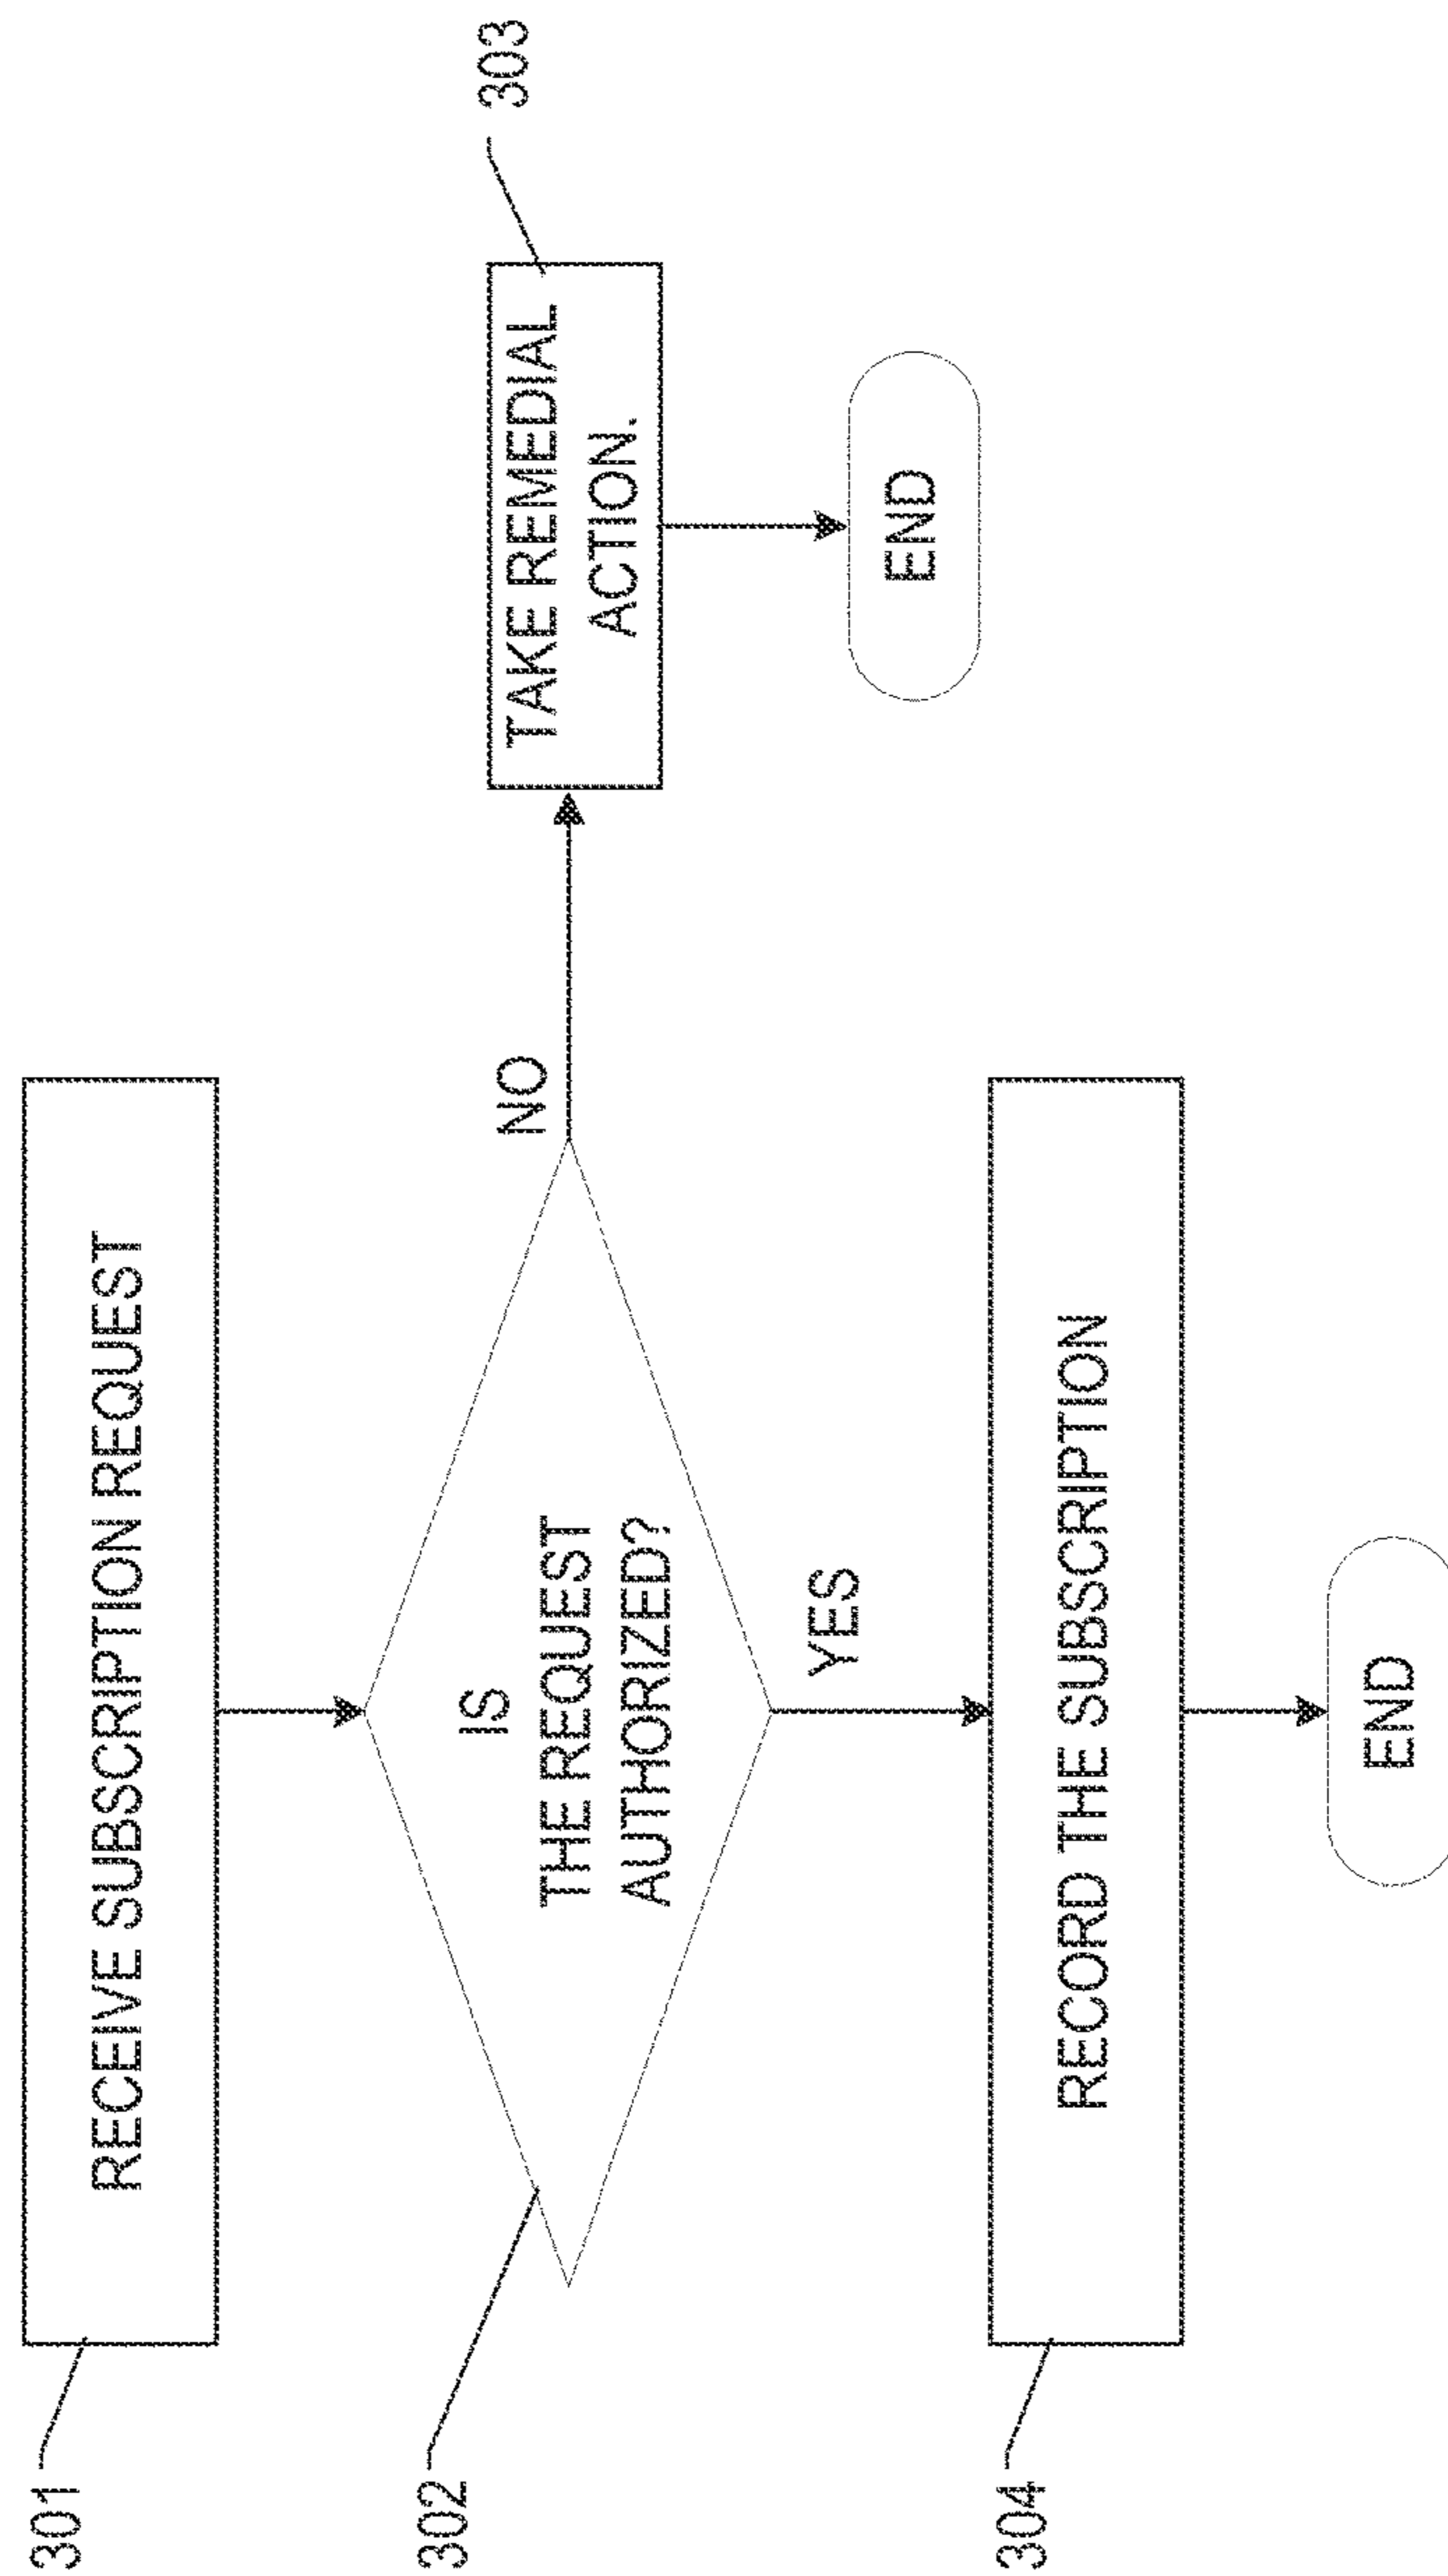 301
RECEIVE SUBSCRIPTION REQUEST
302
IS
THE REQUEST
AUTHORIZED?
NO
303
TAKE REMEDIAL
ACTION.
END
YES
304
RECORD THE SUBSCRIPTION
END